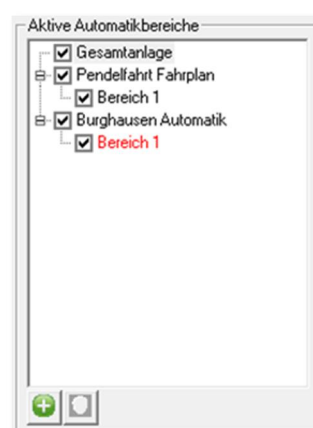 Aktive Automatikbereiche
Gesamtanlage
Pendelfahrt Fahrplan
Bereich 1
Burghausen Automatik
Bereich 1